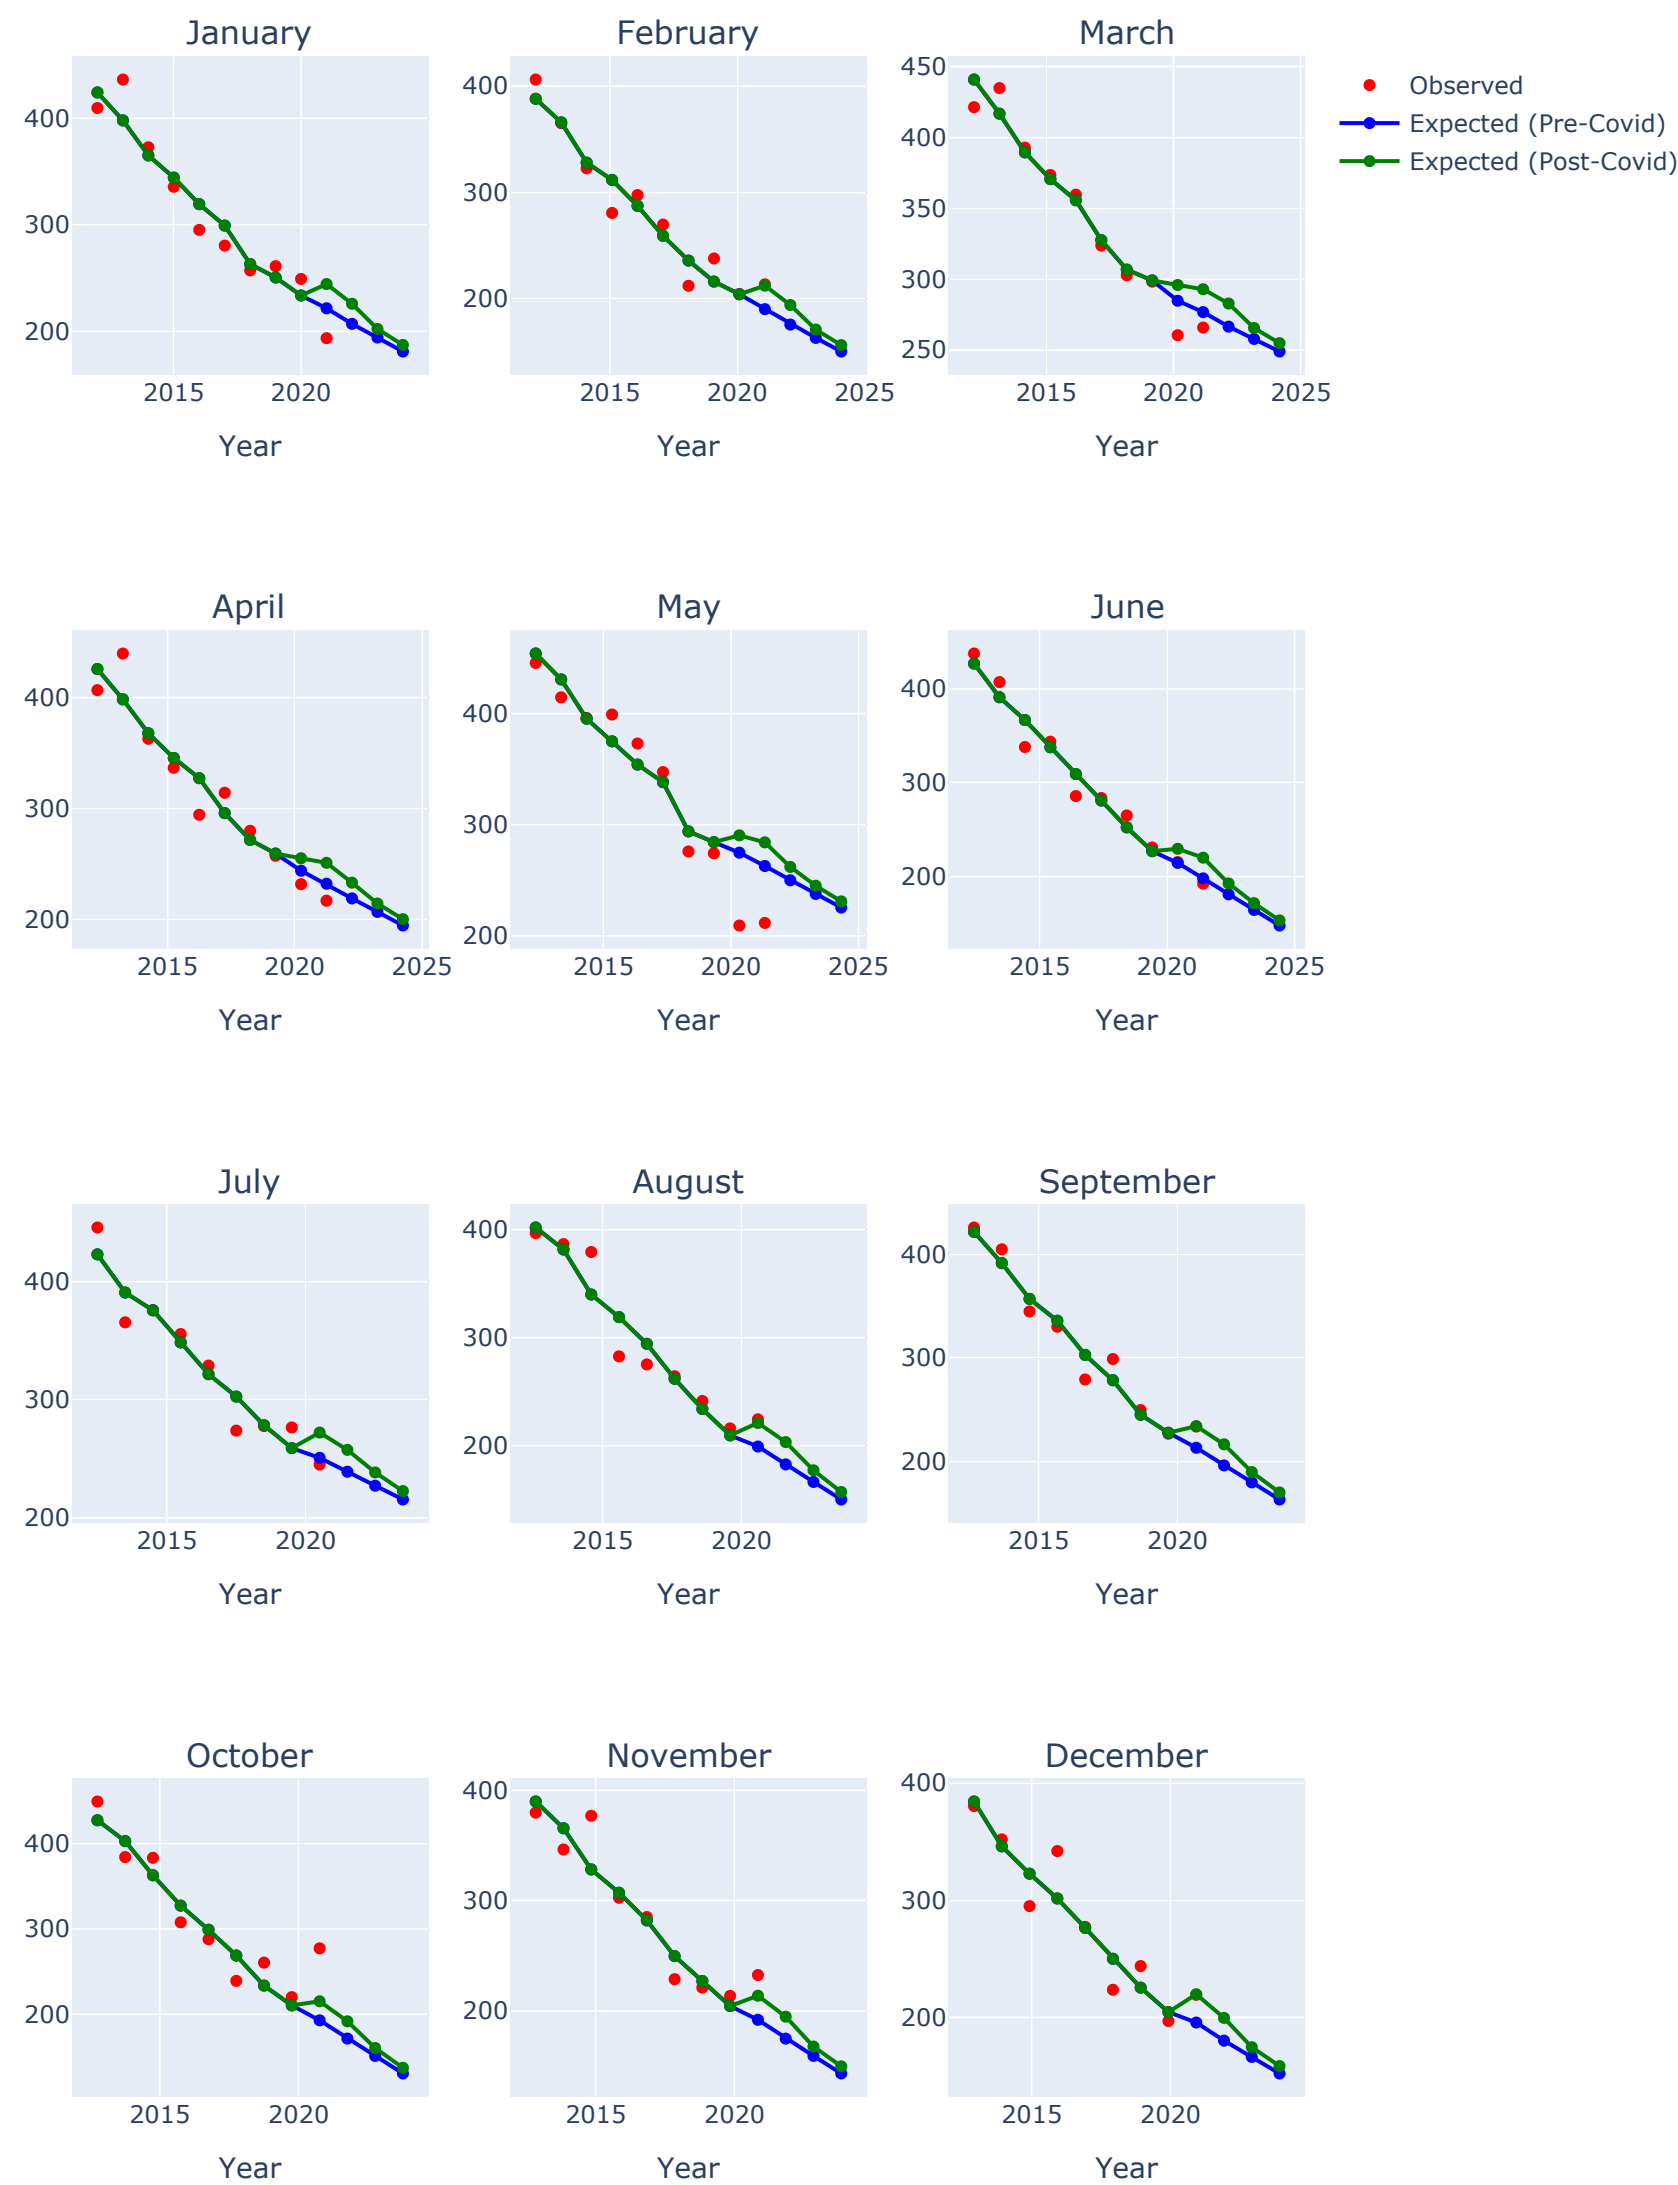 January
February
March
400
300
200
2015
2020
Year
400
300
200
2015
2020
2025
Year
450
400
350
300
250
2015
2020
2025
Year
Observed
Expected (Pre-Covid)
Expected (Post-Covid)
April
May
June
400
300
200
2015
2020
2025
Year
400
300
200
2015
2020
2025
Year
400
300
200
2015
2020
2025
Year
July
August
September
400
300
200
2015
2020
Year
400
300
200
2015
2020
Year
400
300
200
2015
2020
Year
October
November
December
400
300
200
2015
2020
Year
400
300
200
2015
2020
Year
400
300
200
2015
2020
Year